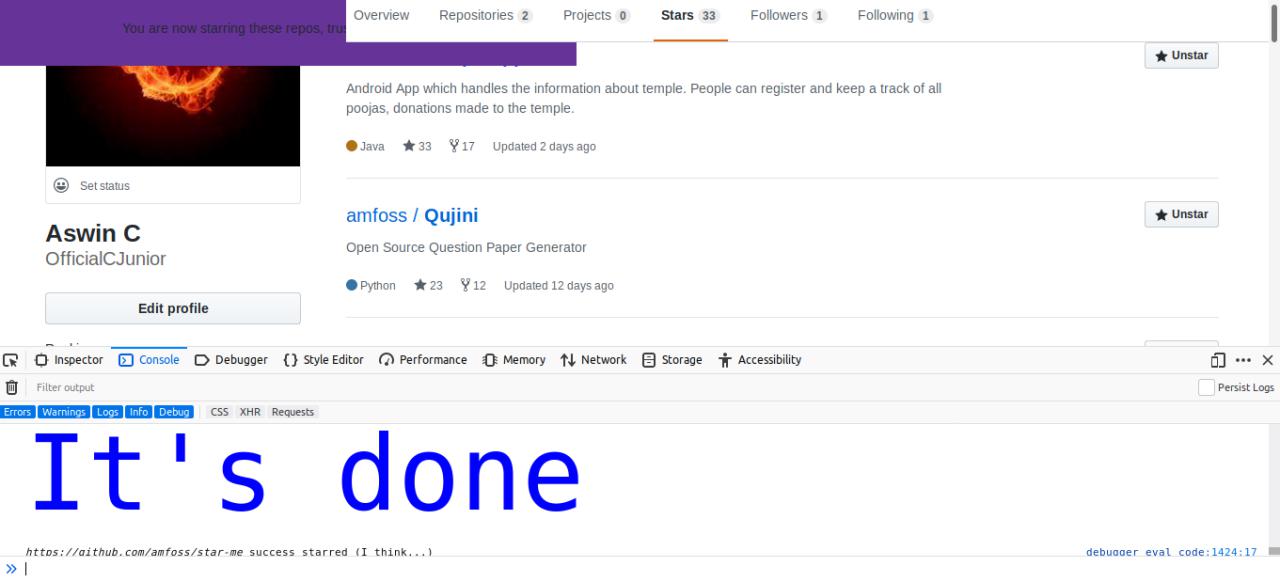 You are now starring these repos, trus
Overview Repositories 2 Projects 0 Stars 33 Followers 1 Following 1
Unstar
Android App which handles the information about temple. People can register and keep a track of all
poojas, donations made to the temple.
Java 33 17 Updated 2 days ago
Set status
amfoss / Qujini Unstar
Aswin C
OfficialCJunior
Open Source Question Paper Generator
Python 23 12 Updated 12 days ago
Edit profile
Inspector Console Debugger Style Editor Performance Memory Network Storage Accessibility
Filter output Persist Logs
Errors Warnings Logs Info Debug CSS XHR Requests
It's done
https://github.com/amfoss/star-me success starred (I think...) debugger eval code:1424:17